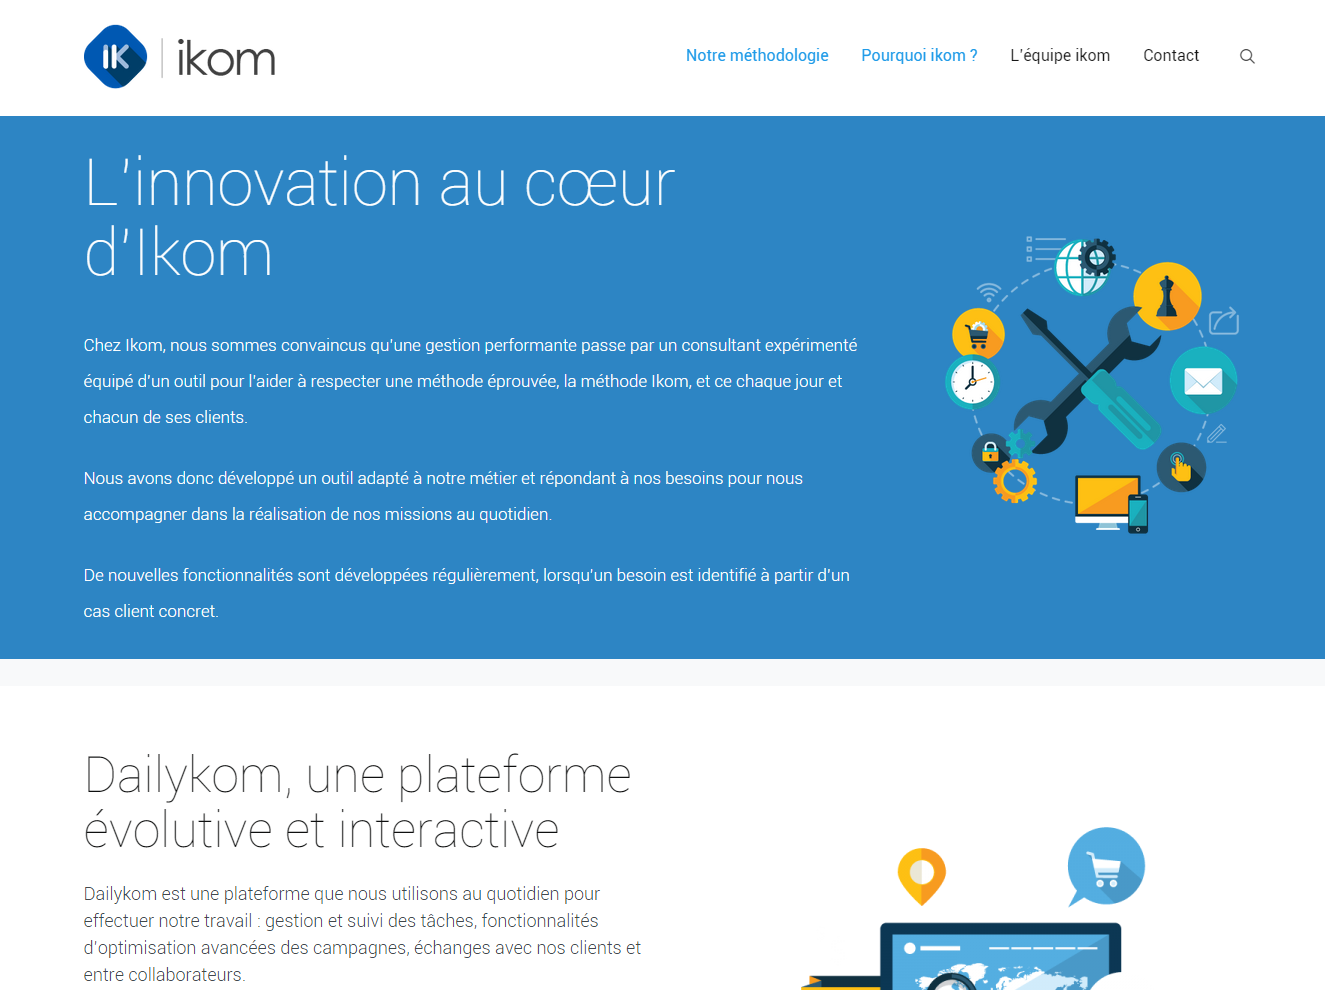 IK ikom
Notre méthodologie Pourquoi ikom ? L'équipe ikom Contact
L'innovation au cœur
d'Ikom
Chez Ikom, nous sommes convaincus qu'une gestion performante passe par un consultant expérimenté
équipé d'un outil pour l'aider à respecter une méthode éprouvée, la méthode Ikom, et ce chaque jour et
chacun de ses clients.
Nous avons donc développé un outil adapté à notre métier et répondant à nos besoins pour nous
accompagner dans la réalisation de nos missions au quotidien.
De nouvelles fonctionnalités sont développées régulièrement, lorsqu'un besoin est identifié à partir d'un
cas client concret.
Dailykom, une plateforme
évolutive et interactive
Dailykom est une plateforme que nous utilisons au quotidien pour
effectuer notre travail : gestion et suivi des tâches, fonctionnalités
d'optimisation avancées des campagnes, échanges avec nos clients et
entre collaborateurs.